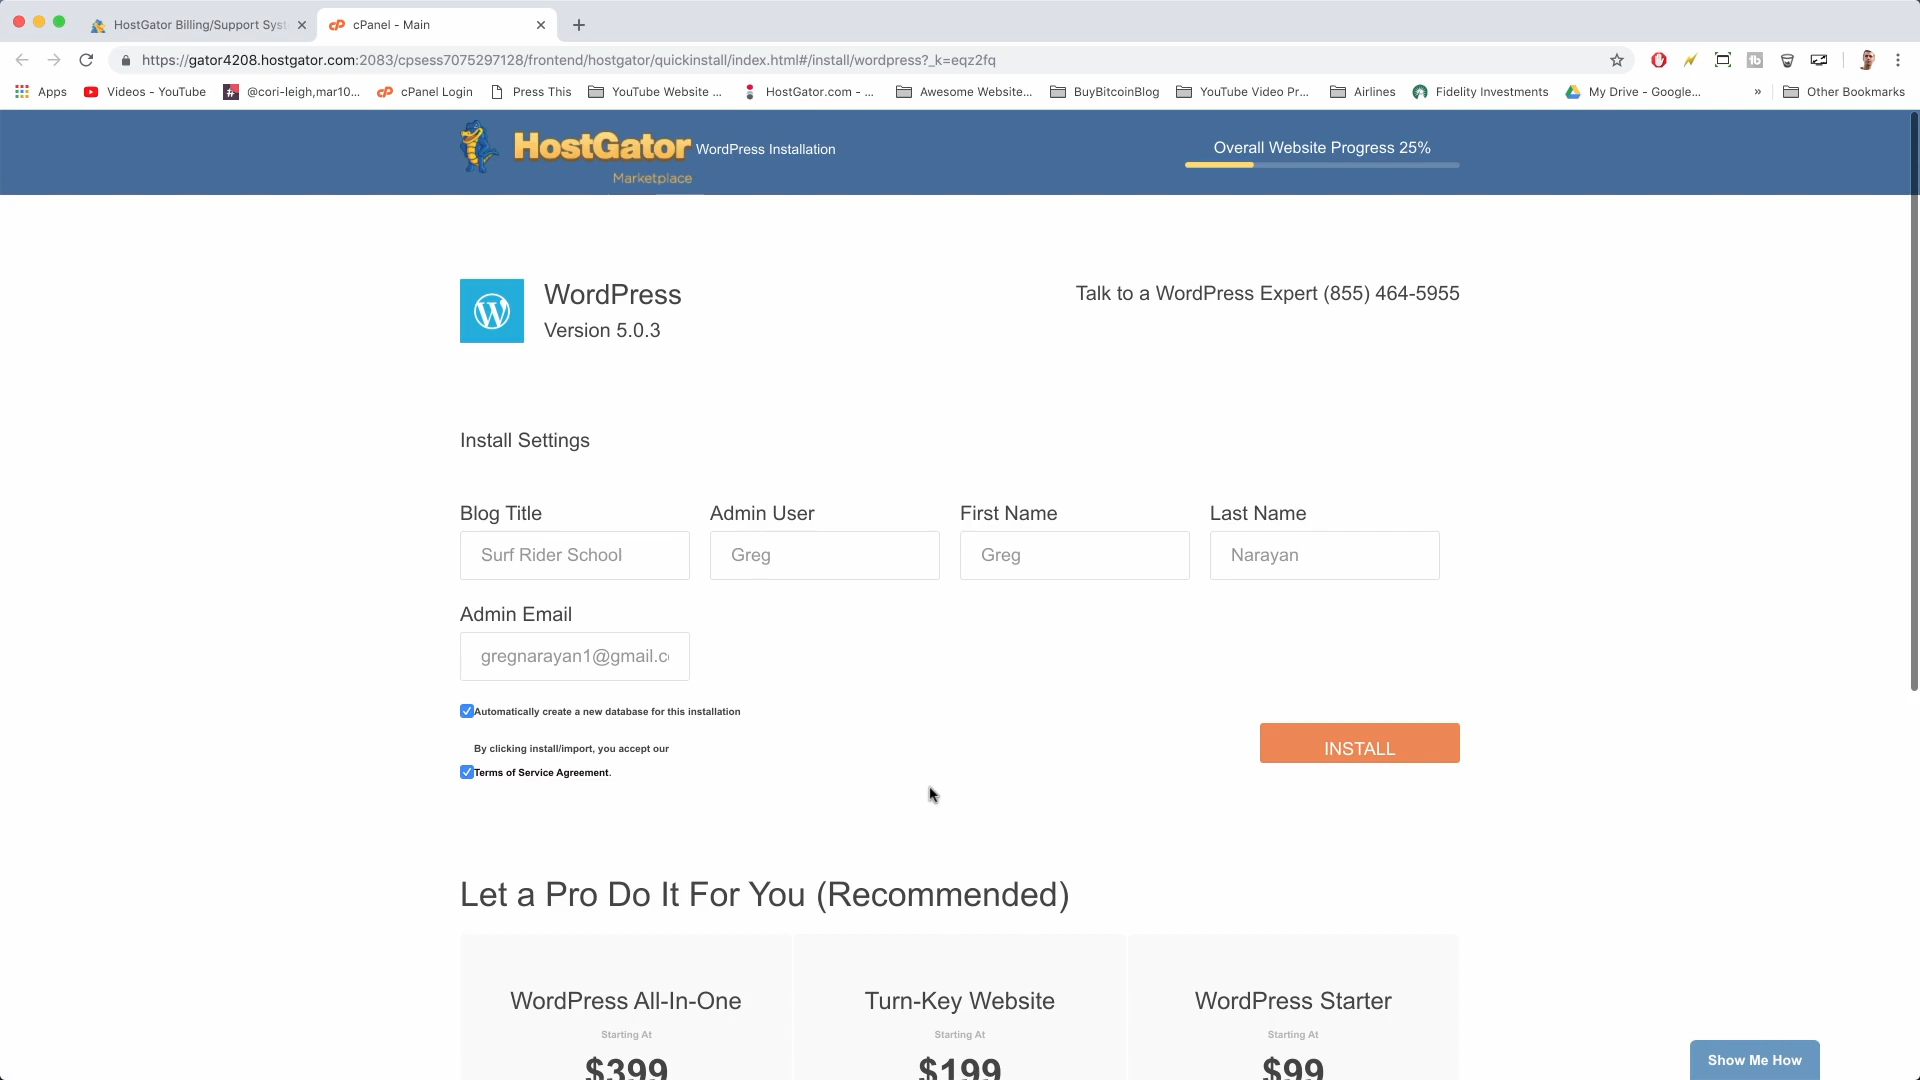 HostGator Billing/Support Syst
cPanel - Main
https://gator4208.hostgator.com:2083/cpsess7075297128/frontend/hostgator/quickinstall/index.html#/install/wordpress?_k=eqz2fq
Apps
Videos - YouTube
@cori-leigh,mar10...
cPanel Login
Press This
YouTube Website ...
HostGator.com - ...
Awesome Website...
BuyBitcoinBlog
YouTube Video Pr...
Airlines
Fidelity Investments
My Drive - Google...
»
Other Bookmarks
HostGator
Marketplace
WordPress Installation
Overall Website Progress 25%
WordPress
Version 5.0.3
Talk to a WordPress Expert (855) 464-5955
Install Settings
Blog Title
Admin User
First Name
Last Name
Surf Rider School
Greg
Greg
Narayan
Admin Email
gregnarayan1@gmail.c
Automatically create a new database for this installation
By clicking install/import, you accept our
Terms of Service Agreement.
INSTALL
Let a Pro Do It For You (Recommended)
WordPress All-In-One
Turn-Key Website
WordPress Starter
Starting At
Starting At
Starting At
$399
$199
$99
Show Me How